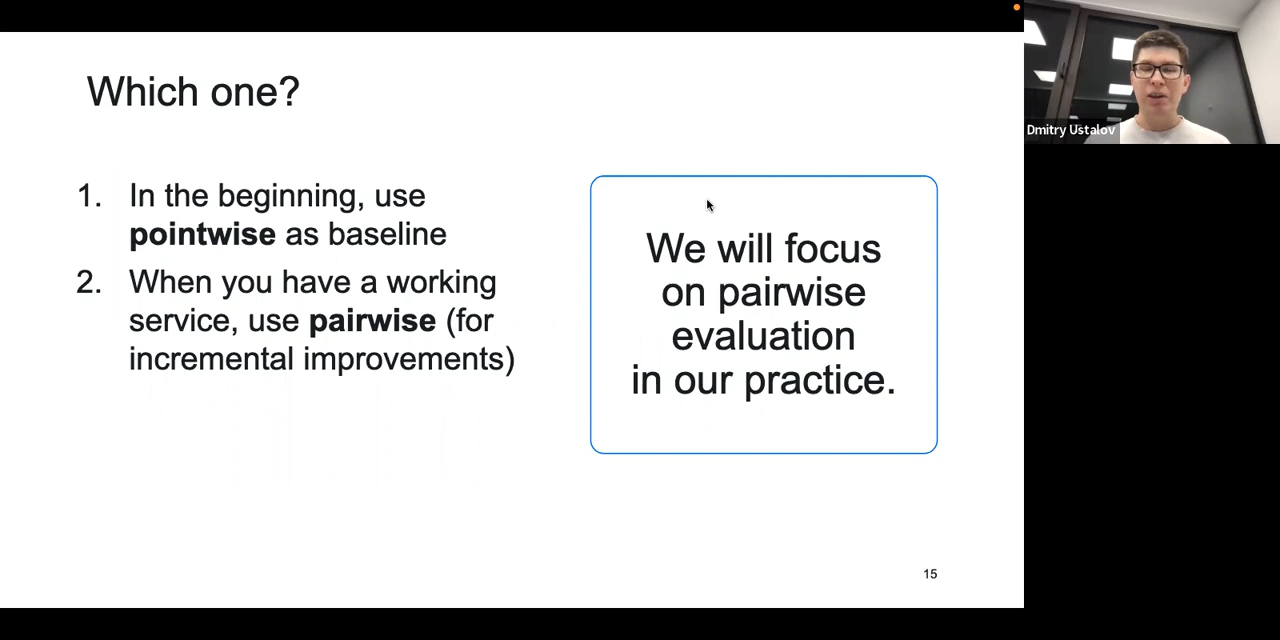 Which one?
1. In the beginning, use
pointwise as baseline
2. When you have a working
service, use pairwise (for
incremental improvements)
We will focus
on pairwise
evaluation
in our practice.
15
Dmitry Ustalov